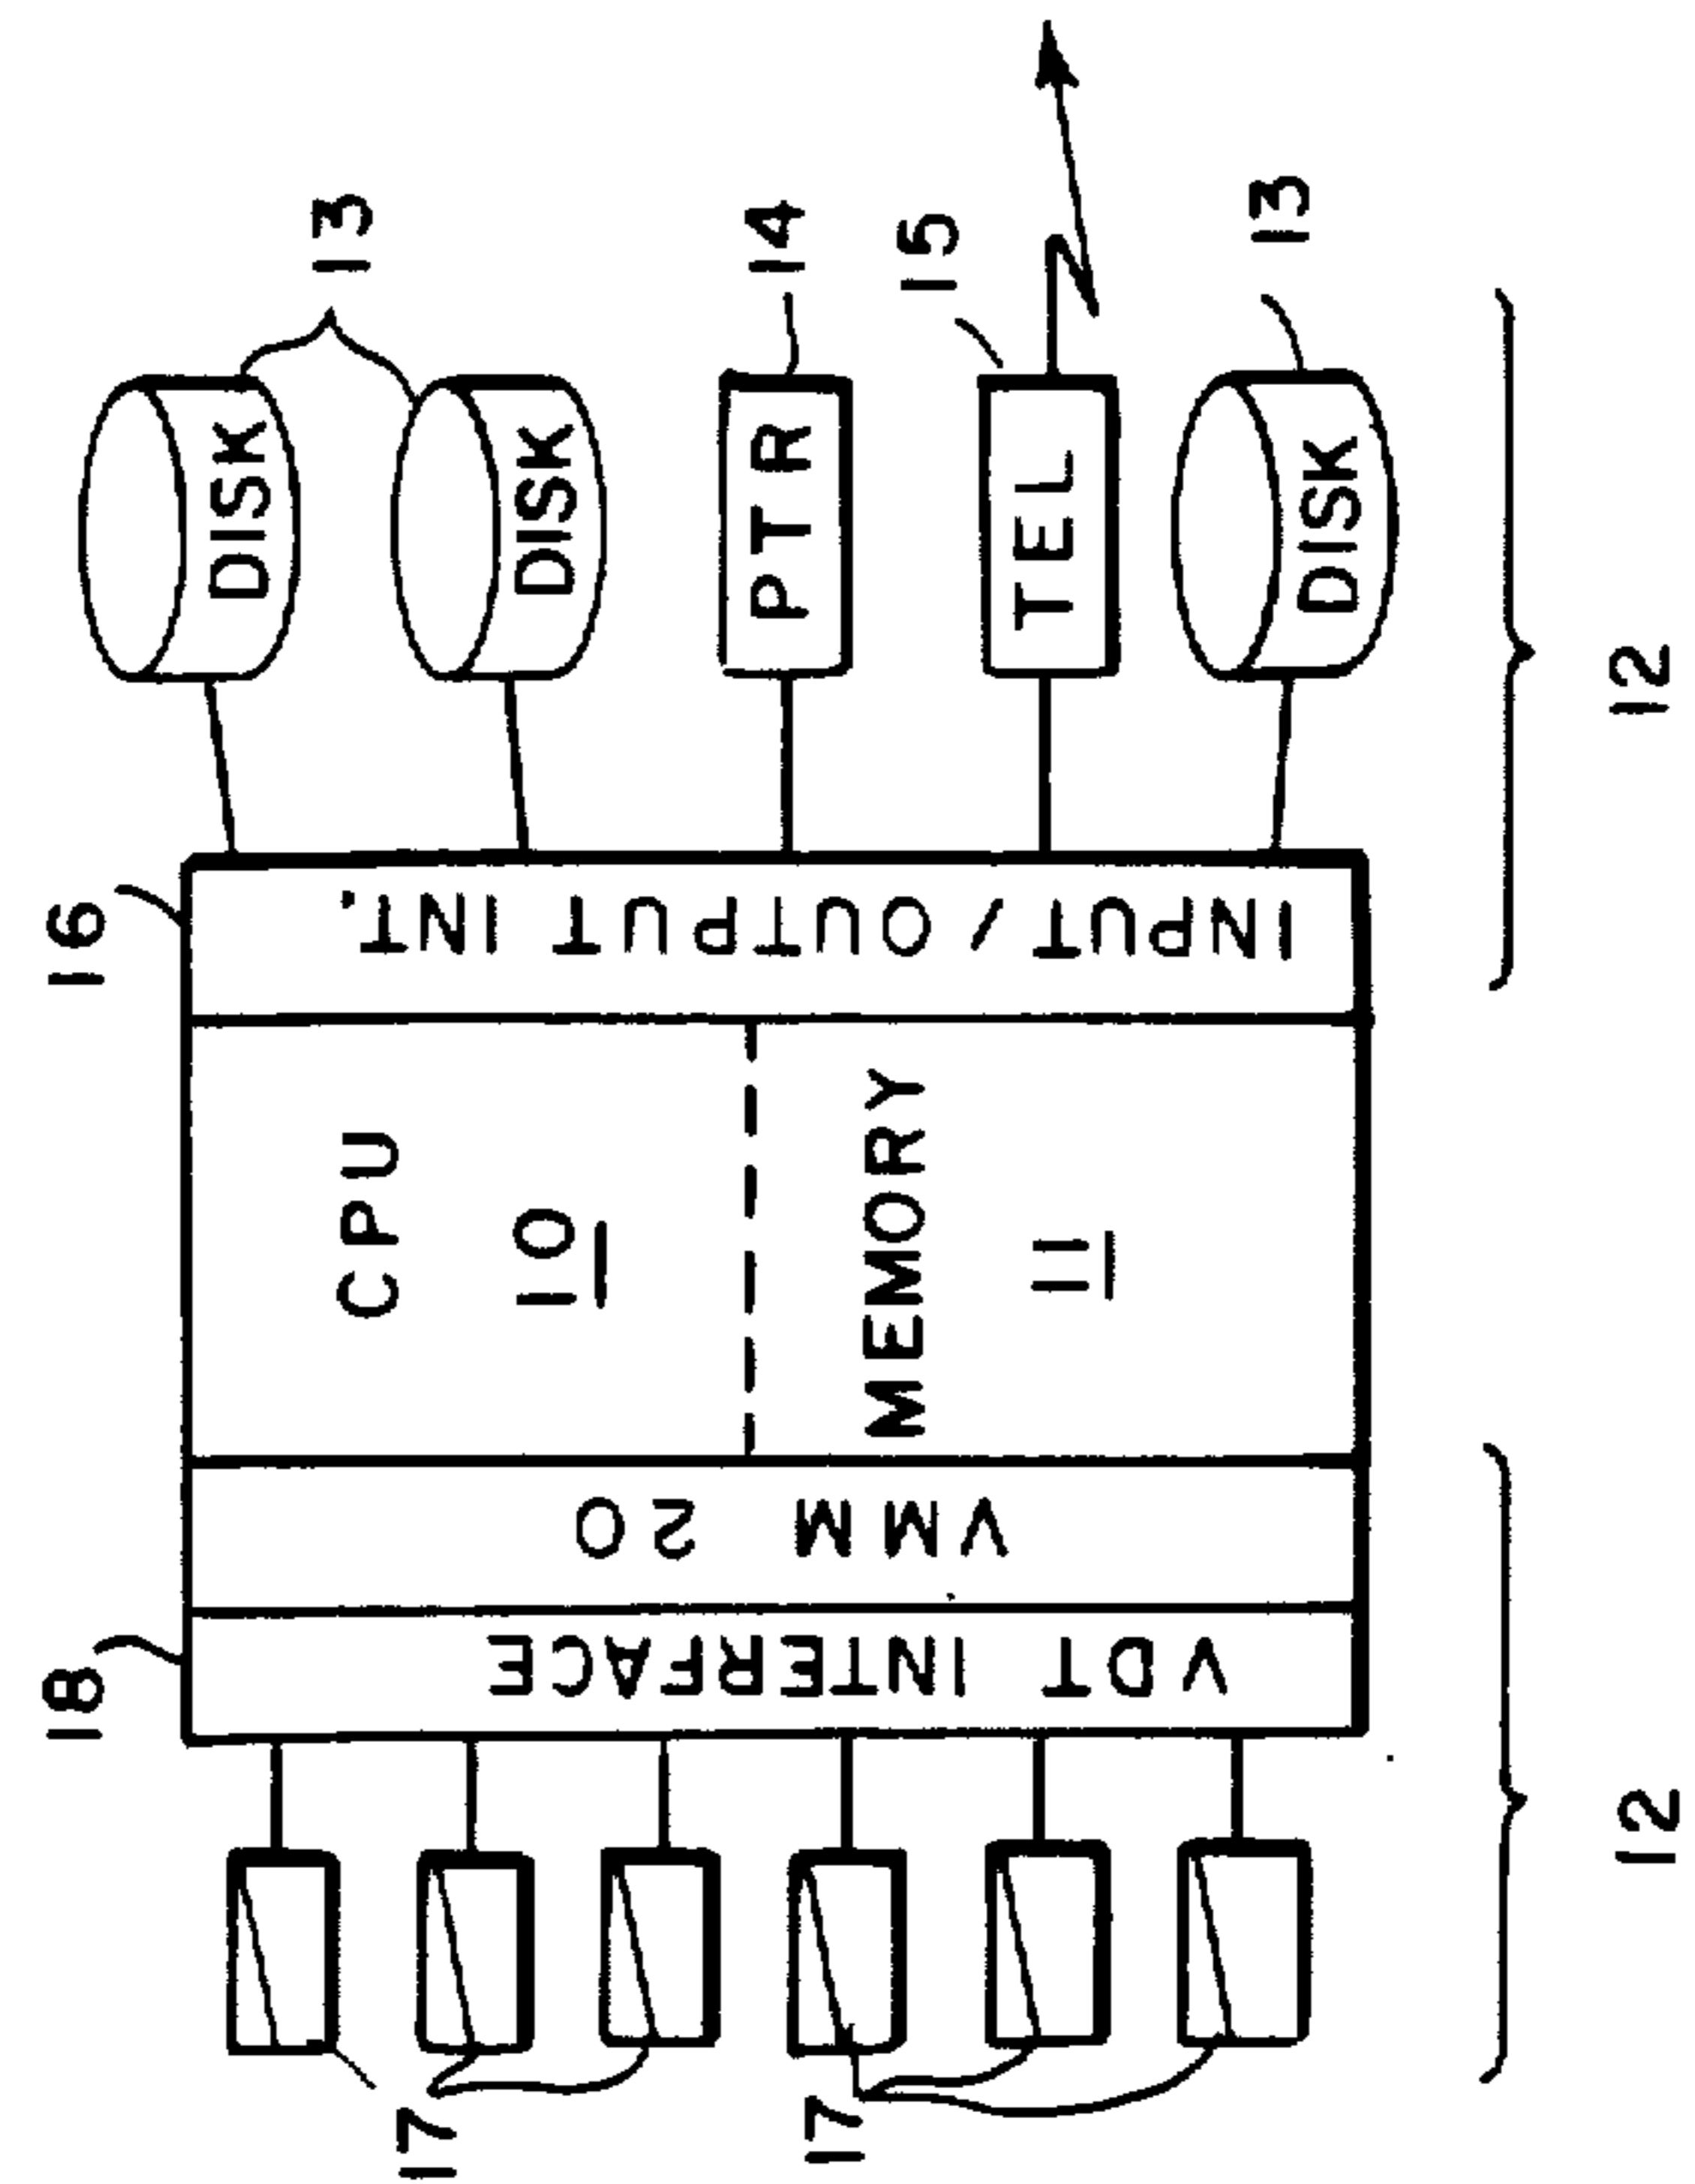 18
16
17
VDT INTERFACE
VMM 20
CPU
10
MEMORY
11
INPUT / OUTPUT INT.
DISK
13
DISK
PTR
14
TEL
15
DISK
13
17
12
12